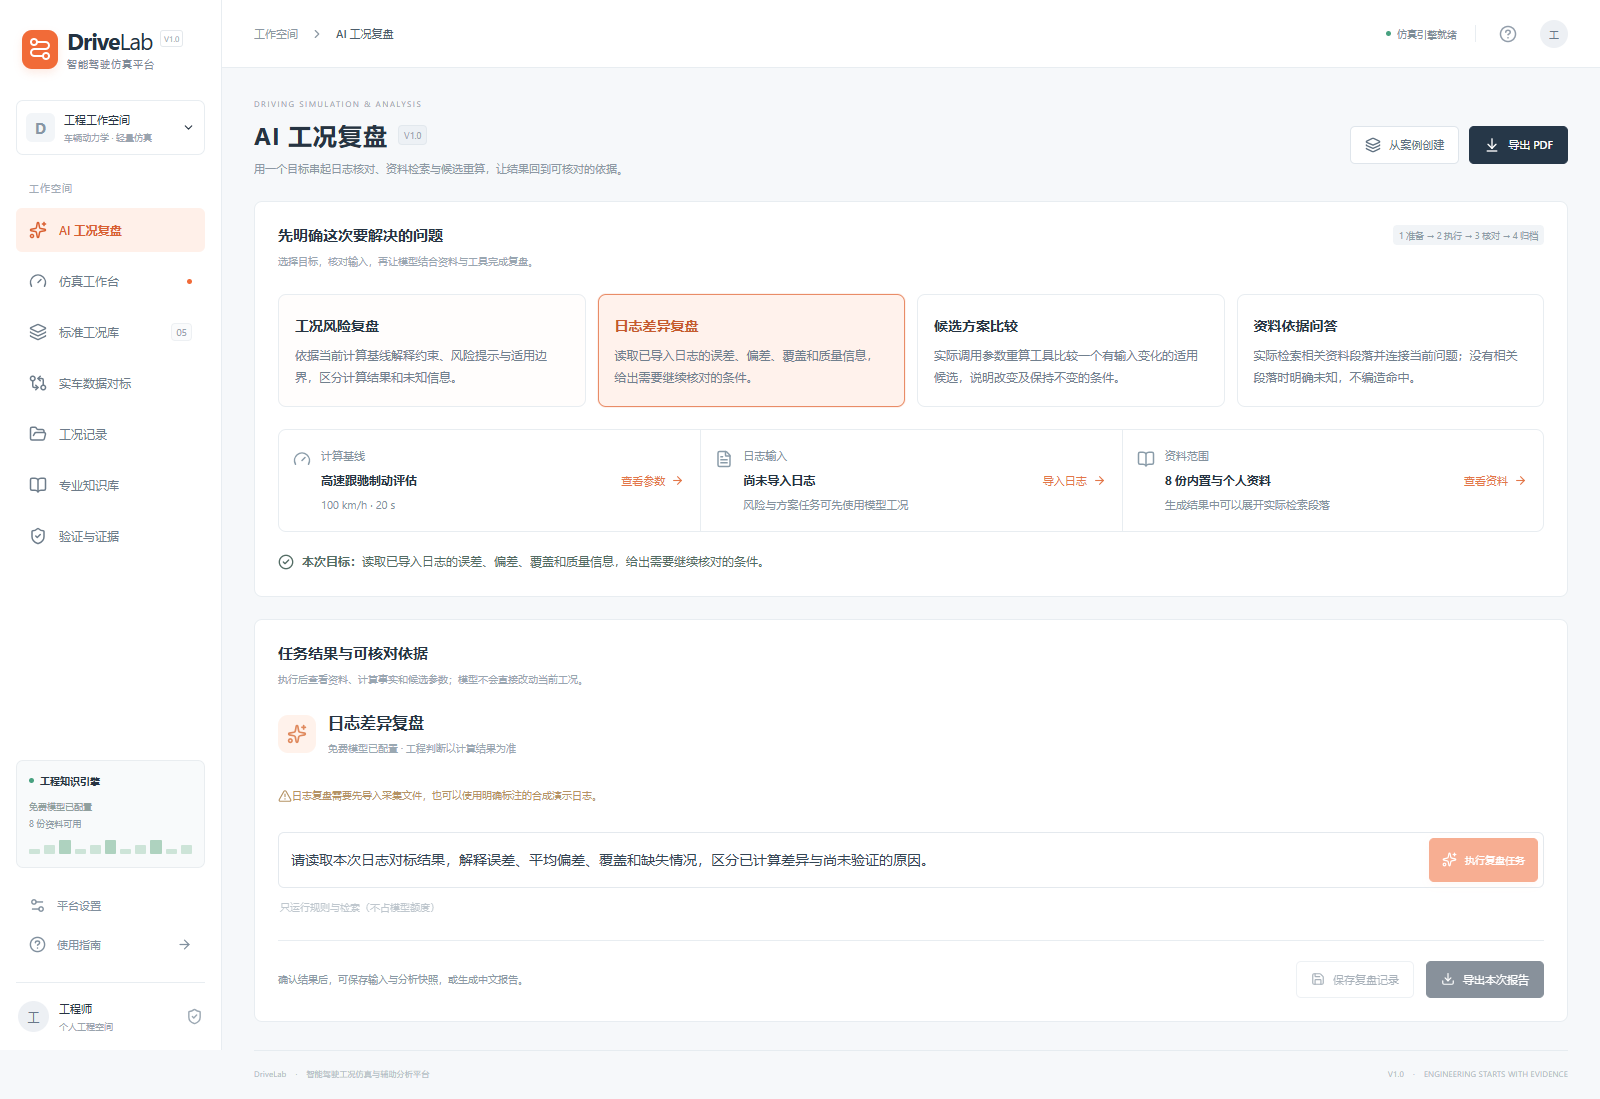 DriveLab V1.0
智能驾驶仿真平台
D
工程工作空间
车辆动力学 · 轻量仿真
工作空间
AI 工况复盘
仿真工作台
标准工况库 05
实车数据对标
工况记录
专业知识库
验证与证据
工程知识引擎
免费模型已配置
8 份资料可用
平台设置
使用指南
工
工程师
个人工程空间
工作空间 AI 工况复盘
仿真引擎就绪
工
DRIVING SIMULATION & ANALYSIS
AI 工况复盘 V1.0
用一个目标串起日志核对、资料检索与候选重算，让结果回到可核对的依据。
从案例创建
导出 PDF
先明确这次要解决的问题
选择目标，核对输入，再让模型结合资料与工具完成复盘。
1 准备 → 2 执行 → 3 核对 → 4 归档
工况风险复盘
依据当前计算基线解释约束、风险提示与适用边
界，区分计算结果和未知信息。
日志差异复盘
读取已导入日志的误差、偏差、覆盖和质量信息，
给出需要继续核对的条件。
候选方案比较
实际调用参数重算工具比较一个有输入变化的适用
候选，说明改变及保持不变的条件。
资料依据问答
实际检索相关资料段落并连接当前问题；没有相关
段落时明确未知，不编造命中。
计算基线
高速跟驰制动评估
100 km/h · 20 s
查看参数
日志输入
尚未导入日志
风险与方案任务可先使用模型工况
导入日志
资料范围
8 份内置与个人资料
生成结果中可以展开实际检索段落
查看资料
本次目标：读取已导入日志的误差、偏差、覆盖和质量信息，给出需要继续核对的条件。
任务结果与可核对依据
执行后查看资料、计算事实和候选参数；模型不会直接改动当前工况。
日志差异复盘
免费模型已配置 · 工程判断以计算结果为准
日志复盘需要先导入采集文件，也可以使用明确标注的合成演示日志。
请读取本次日志对标结果，解释误差、平均偏差、覆盖和缺失情况，区分已计算差异与尚未验证的原因。
执行复盘任务
只运行规则与检索（不占模型额度）
确认结果后，可保存输入与分析快照，或生成中文报告。
保存复盘记录
导出本次报告
DriveLab · 智能驾驶工况仿真与辅助分析平台
V1.0 · ENGINEERING STARTS WITH EVIDENCE